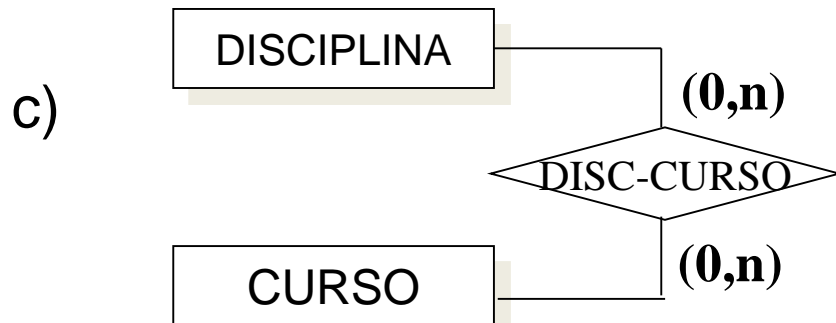 DISCIPLINA
c)
(0,n)
DISC-CURSO
(0,n)
CURSO